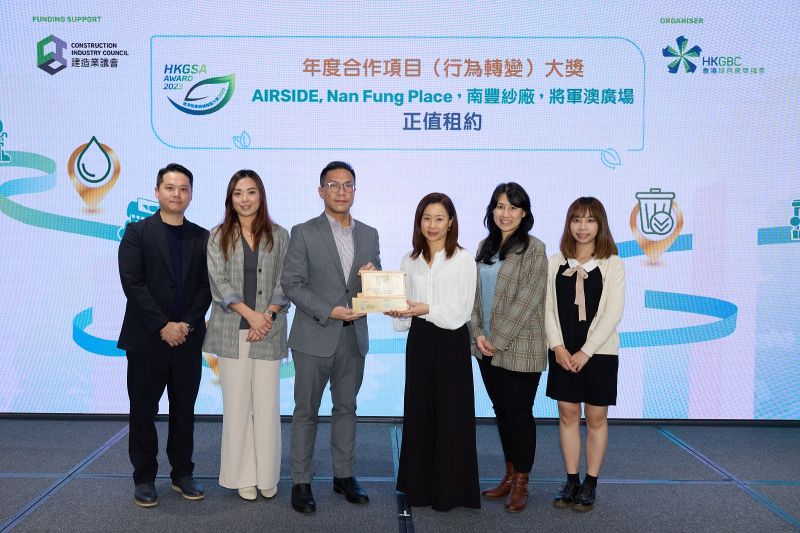 FUNDING SUPPORT
CONSTRUCTION
INDUSTRY COUNCIL
建造業議會
HKGSA
AWARD
2023
年度合作項目（行為轉變）大獎
AIRSIDE, Nan Fung Place，南豐紗廠，將軍澳廣場
正值租約
ORGANISER
HKGBC
香港綠色建築議會